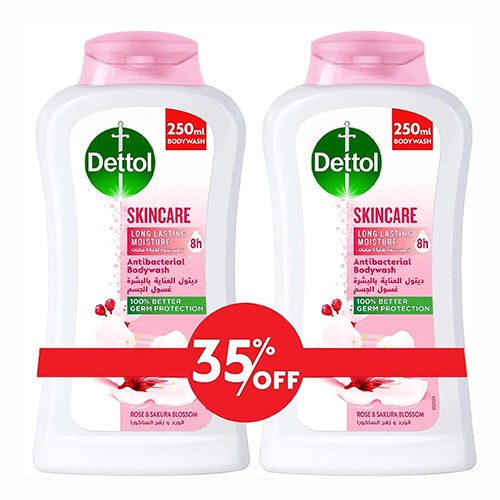 250ml
BODYWASH
Dettol
SKINCARE
LONG LASTING
MOISTURE
8h
Antibacterial
Bodywash
ديتول العناية بالبشرة
غسول الجسم
100% BETTER
GERM PROTECTION
ROSE & SAKURA BLOSSOM
الورد و زهر الساكورا
250ml
BODYWASH
Dettol
SKINCARE
LONG LASTING
MOISTURE
8h
Antibacterial
Bodywash
ديتول العناية بالبشرة
غسول الجسم
100% BETTER
GERM PROTECTION
ROSE & SAKURA BLOSSOM
الورد و زهر الساكورا
35% OFF